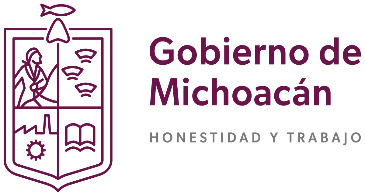 Gobierno de
Michoacán
HONESTIDAD Y TRABAJO